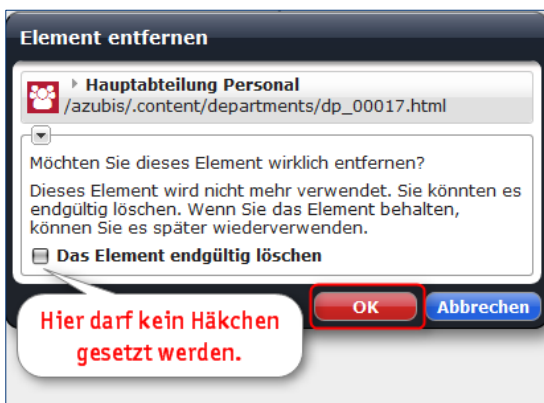 Element entfernen
Hauptabteilung Personal
/azubis/.content/departments/dp_00017.html
Möchten Sie dieses Element wirklich entfernen?
Dieses Element wird nicht mehr verwendet. Sie könnten es
endgültig löschen. Wenn Sie das Element behalten,
können Sie es später wiederverwenden.
Das Element endgültig löschen
OK
Abbrechen
Hier darf kein Häkchen
gesetzt werden.